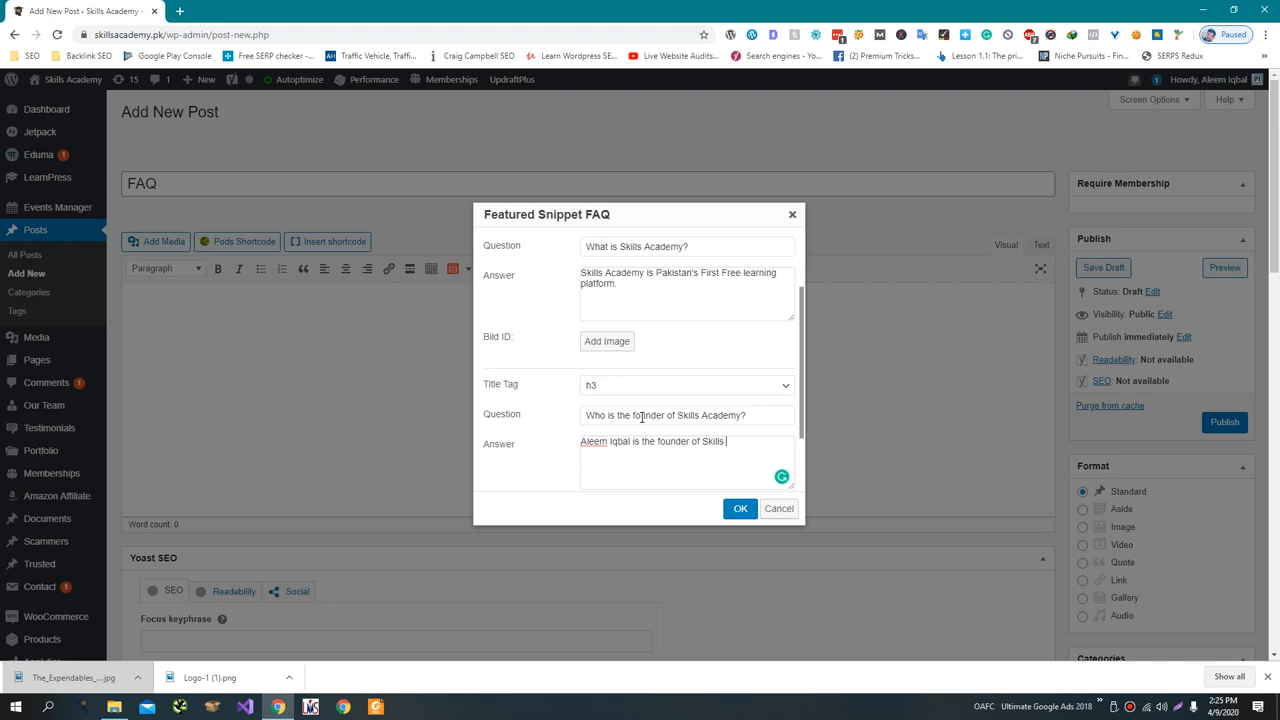 Add New Post ‹ Skills Academy –
skillsacademy.pk/wp-admin/post-new.php
Paused
SEO
Backlink SEO
Google Play Console
Free SERP checker -...
Traffic Vehicle, Traffi...
Craig Campbell SEO
Learn Wordpress SE...
Live Website Audits...
Search engines - Yo...
(2) Premium Tricks...
Lesson 1.1: The pri...
Niche Pursuits - Fin...
SERPS Redux
Skills Academy
15
1
New
Autoptimize
Performance
Memberships
UpdraftPlus
1
Howdy, Aleem Iqbal
Dashboard
Jetpack
Eduma 1
LearnPress
Events Manager
Posts
All Posts
Add New
Categories
Tags
Media
Pages
Comments 1
Our Team
Testimonials
Portfolio
Memberships
Amazon Affiliate
Documents
Scammers
Trusted
Contact 1
WooCommerce
Products
Add New Post
Screen Options
Help
FAQ
Add Media
Pods Shortcode
Insert shortcode
Visual
Text
Paragraph
Word count: 0
Featured Snippet FAQ
Question
What is Skills Academy?
Answer
Skills Academy is Pakistan's First Free learning
platform.
Bild ID:
Add Image
Title Tag
h3
Question
Who is the founder of Skills Academy?
Answer
Aleem Iqbal is the founder of Skills
OK
Cancel
Yoast SEO
SEO
Readability
Social
Focus keyphrase
Require Membership
Publish
Save Draft
Preview
Status: Draft Edit
Visibility: Public Edit
Publish immediately Edit
Readability: Not available
SEO: Not available
Purge from cache
Publish
Format
Standard
Aside
Image
Video
Quote
Link
Gallery
Audio
Categories
The_Expendables_....jpg
Logo-1 (1).png
Show all
OAFC
Ultimate Google Ads 2018
2:25 PM
4/9/2020